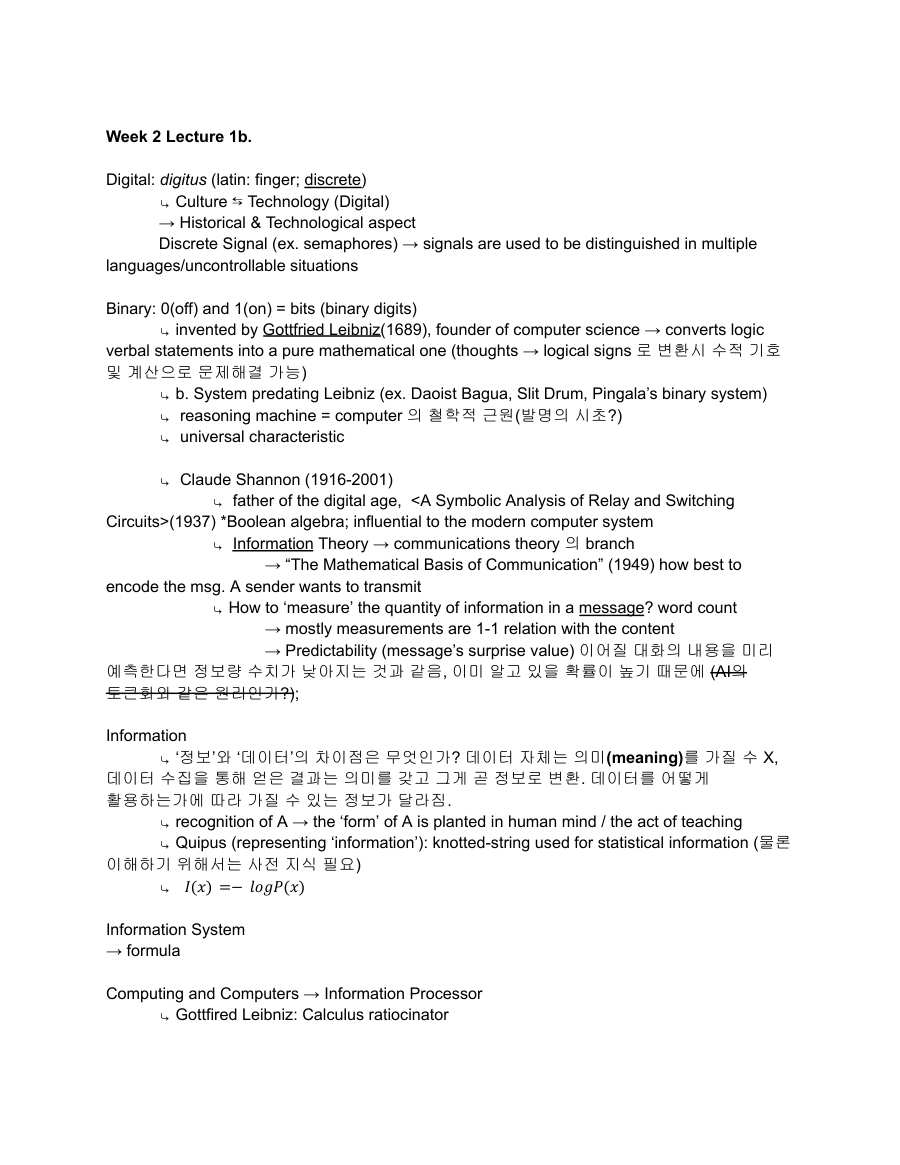 Week 2 Lecture 1b.
Digital: digitus (latin: finger; discrete)
↳ Culture ⇆ Technology (Digital)
→ Historical & Technological aspect
Discrete Signal (ex. semaphores) → signals are used to be distinguished in multiple
languages/uncontrollable situations
Binary: 0(off) and 1(on) = bits (binary digits)
↳ invented by Gottfried Leibniz(1689), founder of computer science → converts logic
verbal statements into a pure mathematical one (thoughts → logical signs 로 변환시 수적 기호
및 계산으로 문제해결 가능)
↳ b. System predating Leibniz (ex. Daoist Bagua, Slit Drum, Pingala’s binary system)
↳ reasoning machine = computer 의 철학적 근원(발명의 시초?)
↳ universal characteristic
↳ Claude Shannon (1916-2001)
↳ father of the digital age, <A Symbolic Analysis of Relay and Switching
Circuits>(1937) *Boolean algebra; influential to the modern computer system
↳ Information Theory → communications theory 의 branch
→ “The Mathematical Basis of Communication” (1949) how best to
encode the msg. A sender wants to transmit
↳ How to ‘measure’ the quantity of information in a message? word count
→ mostly measurements are 1-1 relation with the content
→ Predictability (message’s surprise value) 이어질 대화의 내용을 미리
예측한다면 정보량 수치가 낮아지는 것과 같음, 이미 알고 있을 확률이 높기 때문에 (AI의
토큰화와 같은 원리인가?);
Information
↳ ‘정보’와 ‘데이터’의 차이점은 무엇인가? 데이터 자체는 의미(meaning)를 가질 수 X,
데이터 수집을 통해 얻은 결과는 의미를 갖고 그게 곧 정보로 변환. 데이터를 어떻게
활용하는가에 따라 가질 수 있는 정보가 달라짐.
↳ recognition of A → the ‘form’ of A is planted in human mind / the act of teaching
↳ Quipus (representing ‘information’): knotted-string used for statistical information (물론
이해하기 위해서는 사전 지식 필요)
↳ I(x) =− logP(x)
Information System
→ formula
Computing and Computers → Information Processor
↳ Gottfired Leibniz: Calculus ratiocinator